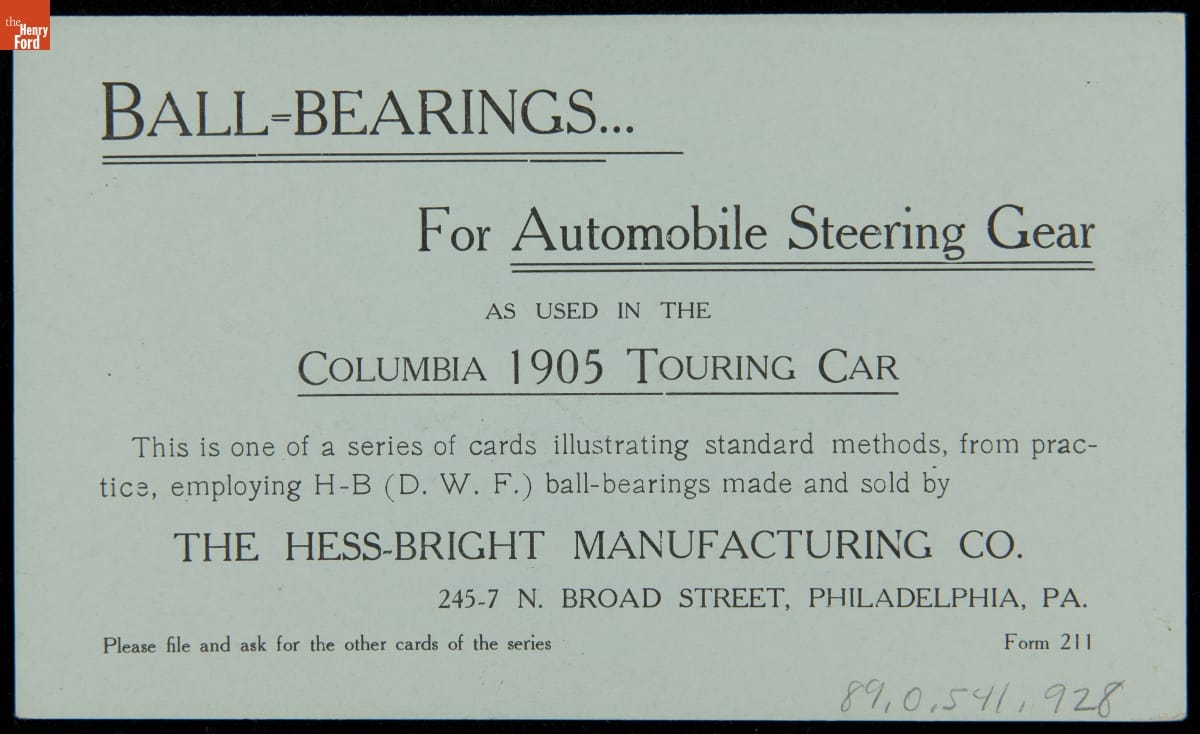 the
Henry
Ford
BALL=BEARINGS...
For Automobile Steering Gear
AS USED IN THE
COLUMBIA 1905 TOURING CAR
This is one of a series of cards illustrating standard methods, from prac-
tice, employing H-B (D. W. F.) ball-bearings made and sold by
THE HESS-BRIGHT MANUFACTURING CO.
245-7 N. BROAD STREET, PHILADELPHIA, PA.
Please file and ask for the other cards of the series Form 211
89.0.541.928